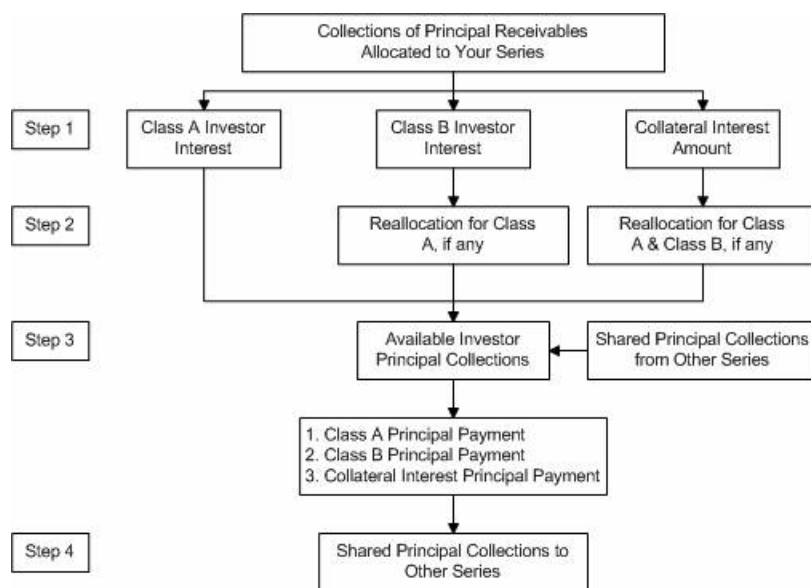 Collections of Principal Receivables
Allocated to Your Series
Step 1
Class A Investor
Interest
Class B Investor
Interest
Collateral Interest
Amount
Step 2
Reallocation for Class
A, if any
Reallocation for Class
A & Class B, if any
Step 3
Available Investor
Principal Collections
Shared Principal Collections
from Other Series
1. Class A Principal Payment
2. Class B Principal Payment
3. Collateral Interest Principal Payment
Step 4
Shared Principal Collections to
Other Series